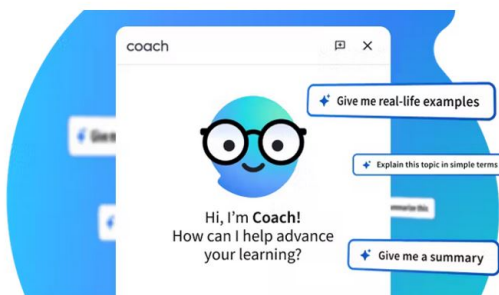 coach
Give me real-life examples
Explain this topic in simple terms
Hi, I'm Coach!
How can I help advance
your learning?
Give me a summary